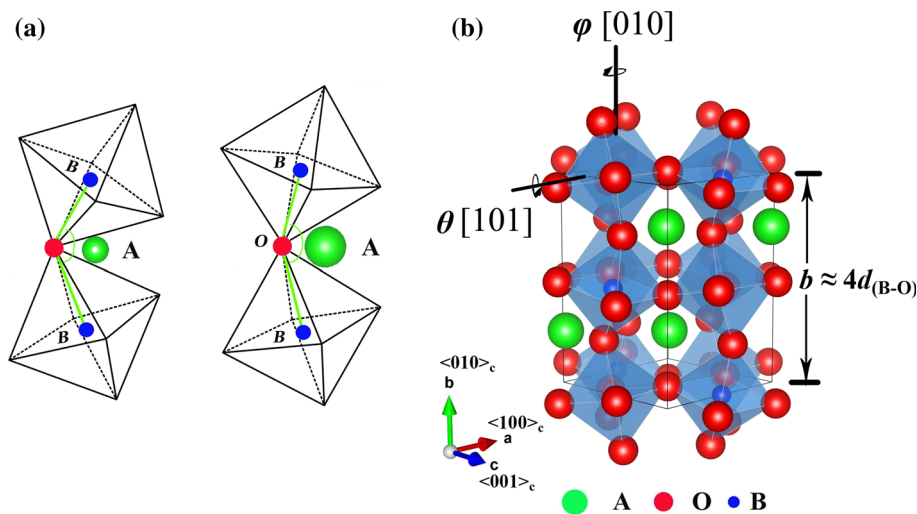 (a)
B
A
B
B
O
A
B
(b)
φ [010]
θ [101]
b ≈ 4d(B-O)
<010>c
b
<100>c
a
c
<001>c
A
O
B